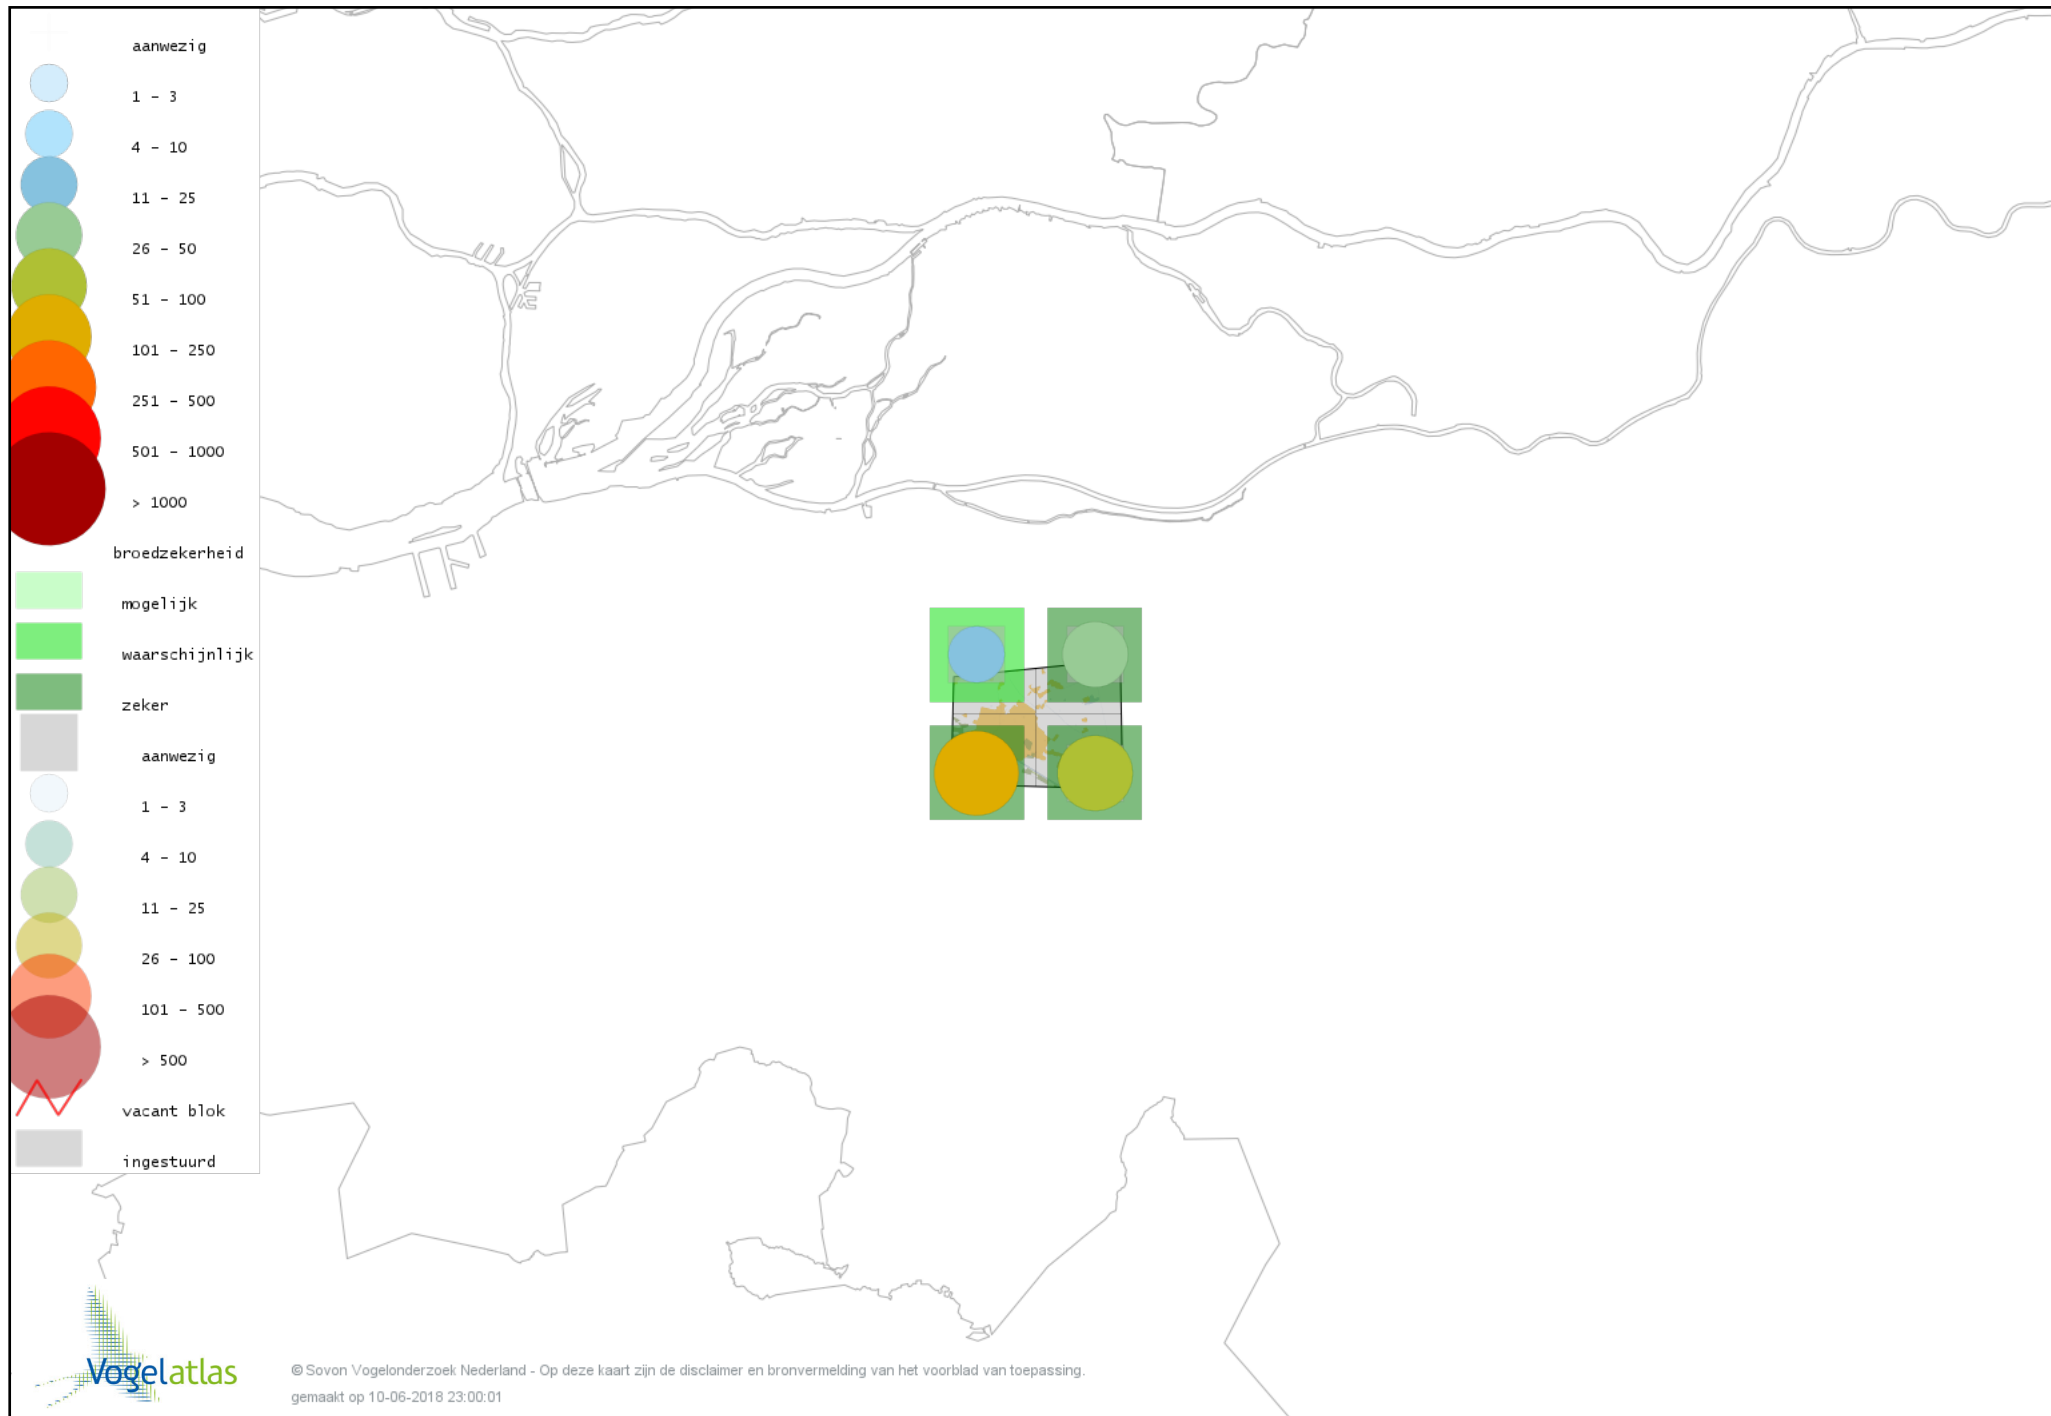 aanwezig
1 - 3
4 - 10
11 - 25
26 - 50
51 - 100
101 - 250
251 - 500
501 - 1000
> 1000
broedzekerheid
mogelijk
waarschijnlijk
zeker
aanwezig
1 - 3
4 - 10
11 - 25
26 - 100
101 - 500
> 500
vacant blok
ingestuurd
Vogelatlas
© Sovon Vogelonderzoek Nederland - Op deze kaart zijn de disclaimer en bronvermelding van het voorblad van toepassing.
gemaakt op 10-06-2018 23:00:01